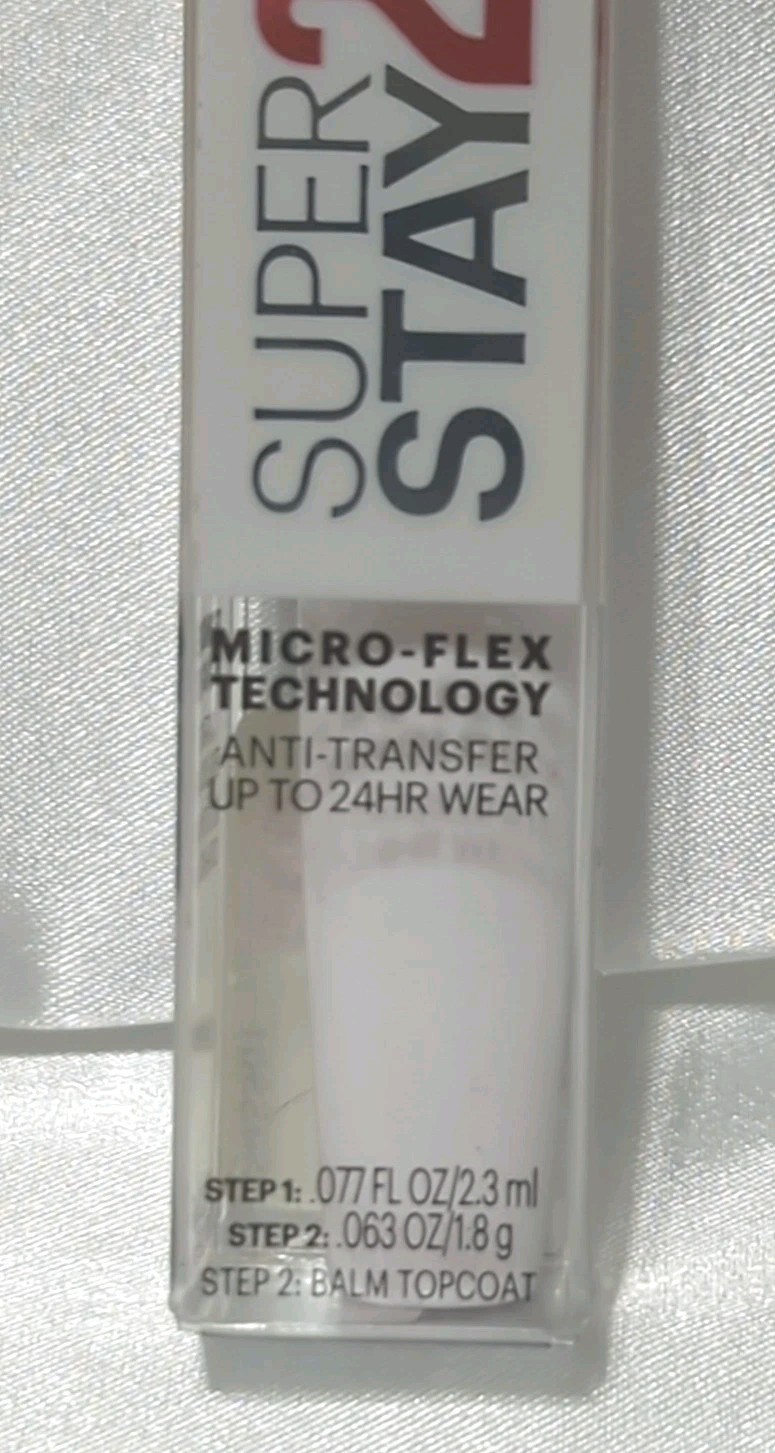 SUPER
STAY2
MICRO-FLEX
TECHNOLOGY
ANTI-TRANSFER
UP TO 24HR WEAR
STEP 1: .077 FL OZ/2.3 ml
STEP 2: .063 OZ/1.8 g
STEP 2: BALM TOPCOAT